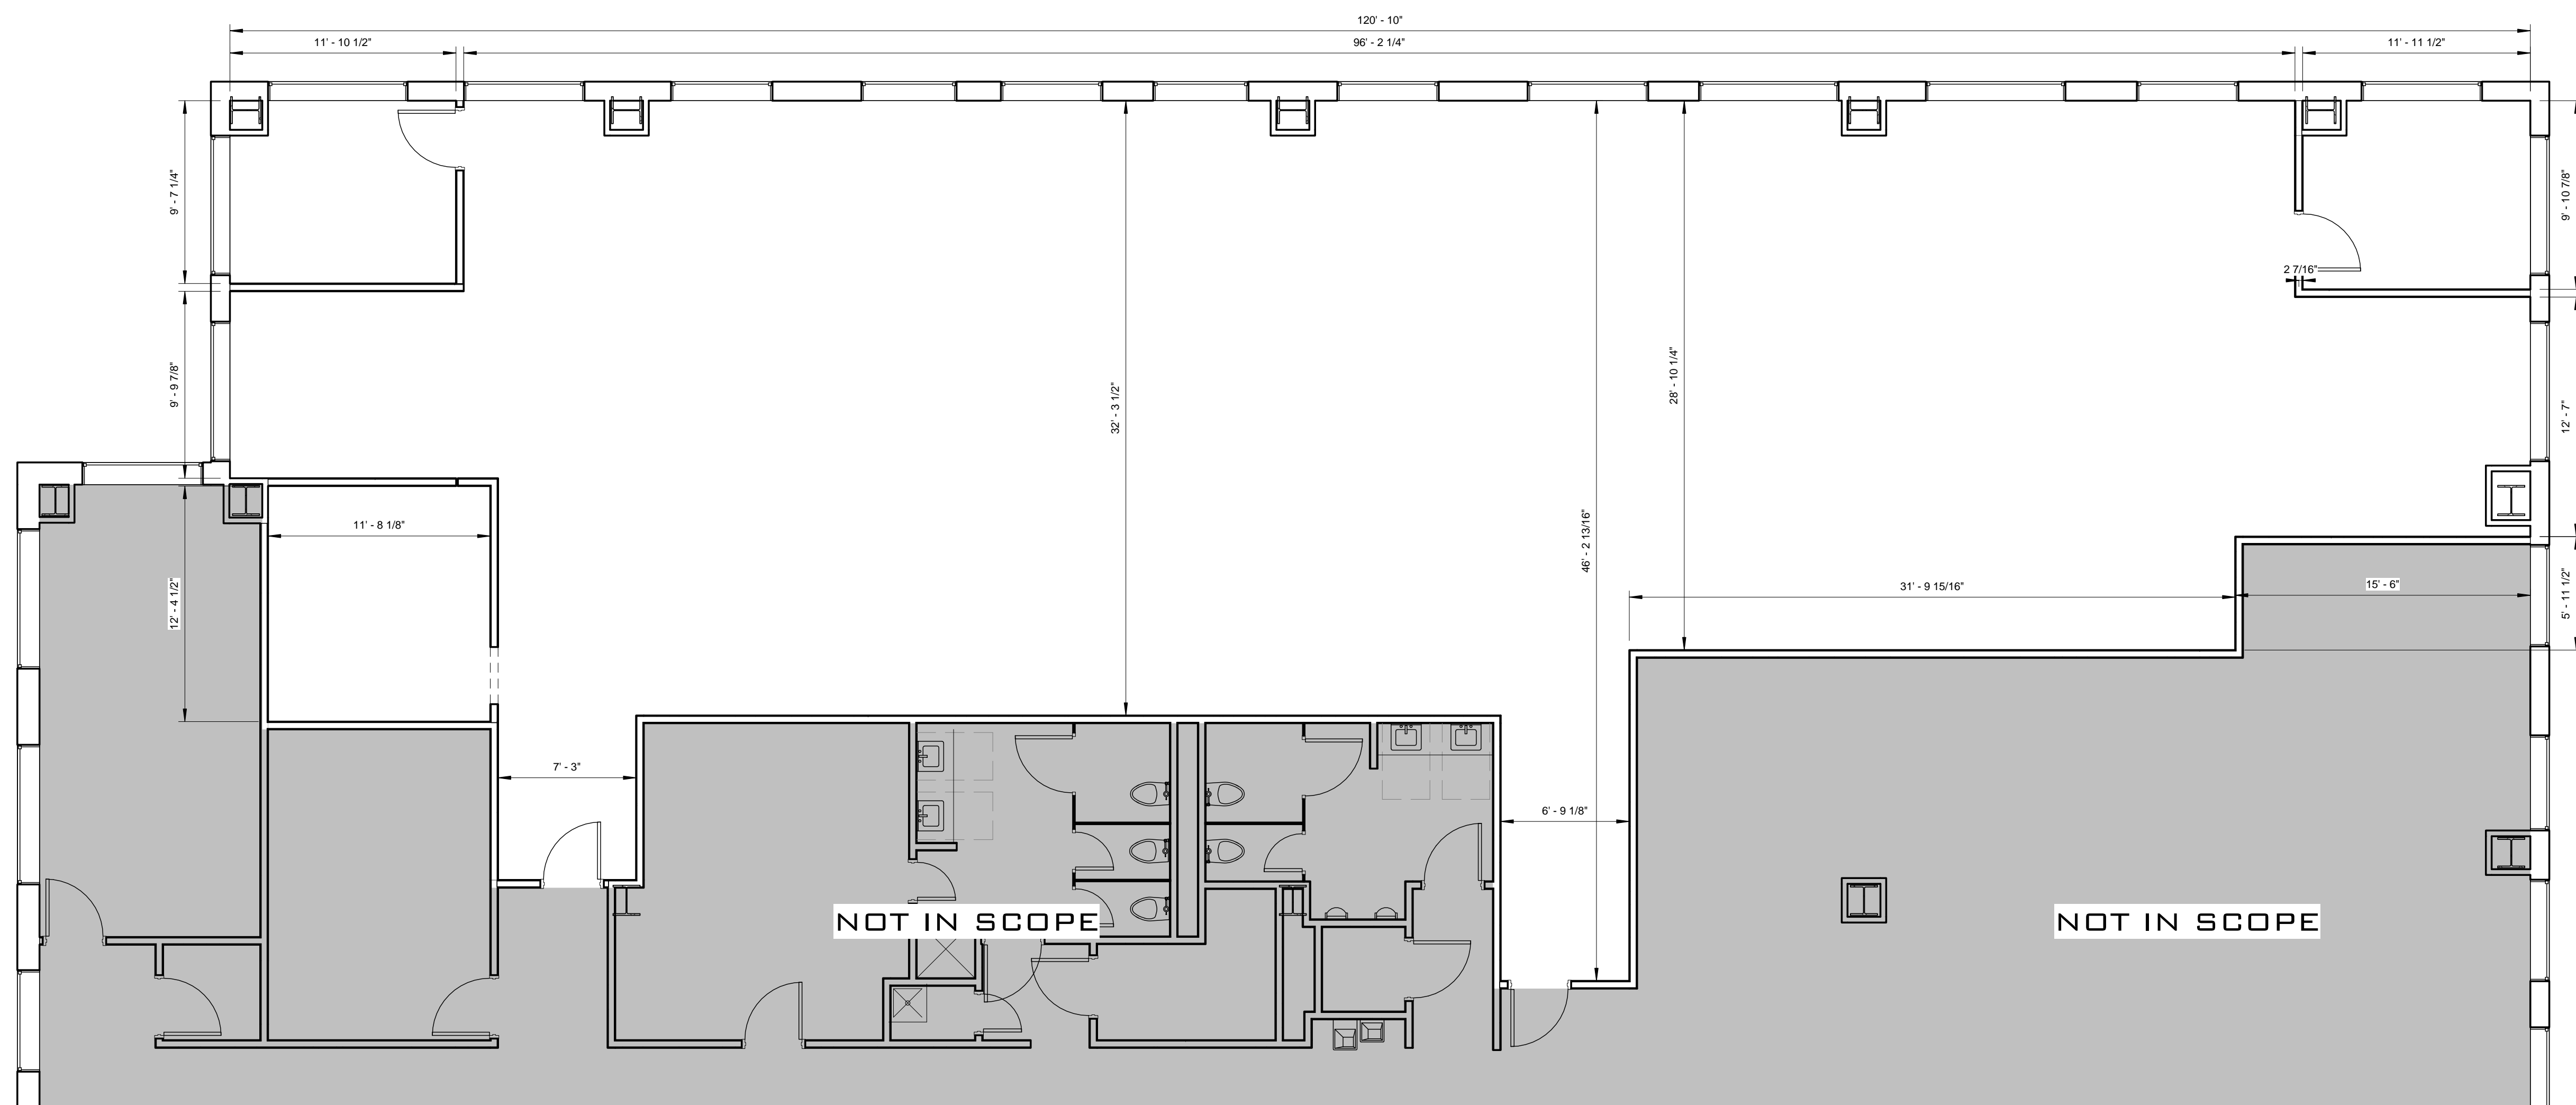 120' - 10"
11' - 10 1/2"
96' - 2 1/4"
11' - 11 1/2"
9' - 7 1/4"
9' - 10 7/8"
2 7/16"
9' - 9 7/8"
32' - 3 1/2"
28' - 10 1/4"
12' - 7"
11' - 8 1/8"
46' - 2 13/16"
12' - 4 1/2"
31' - 9 15/16"
15' - 6"
5' - 11 1/2"
7' - 3"
6' - 9 1/8"
NOT IN SCOPE
NOT IN SCOPE